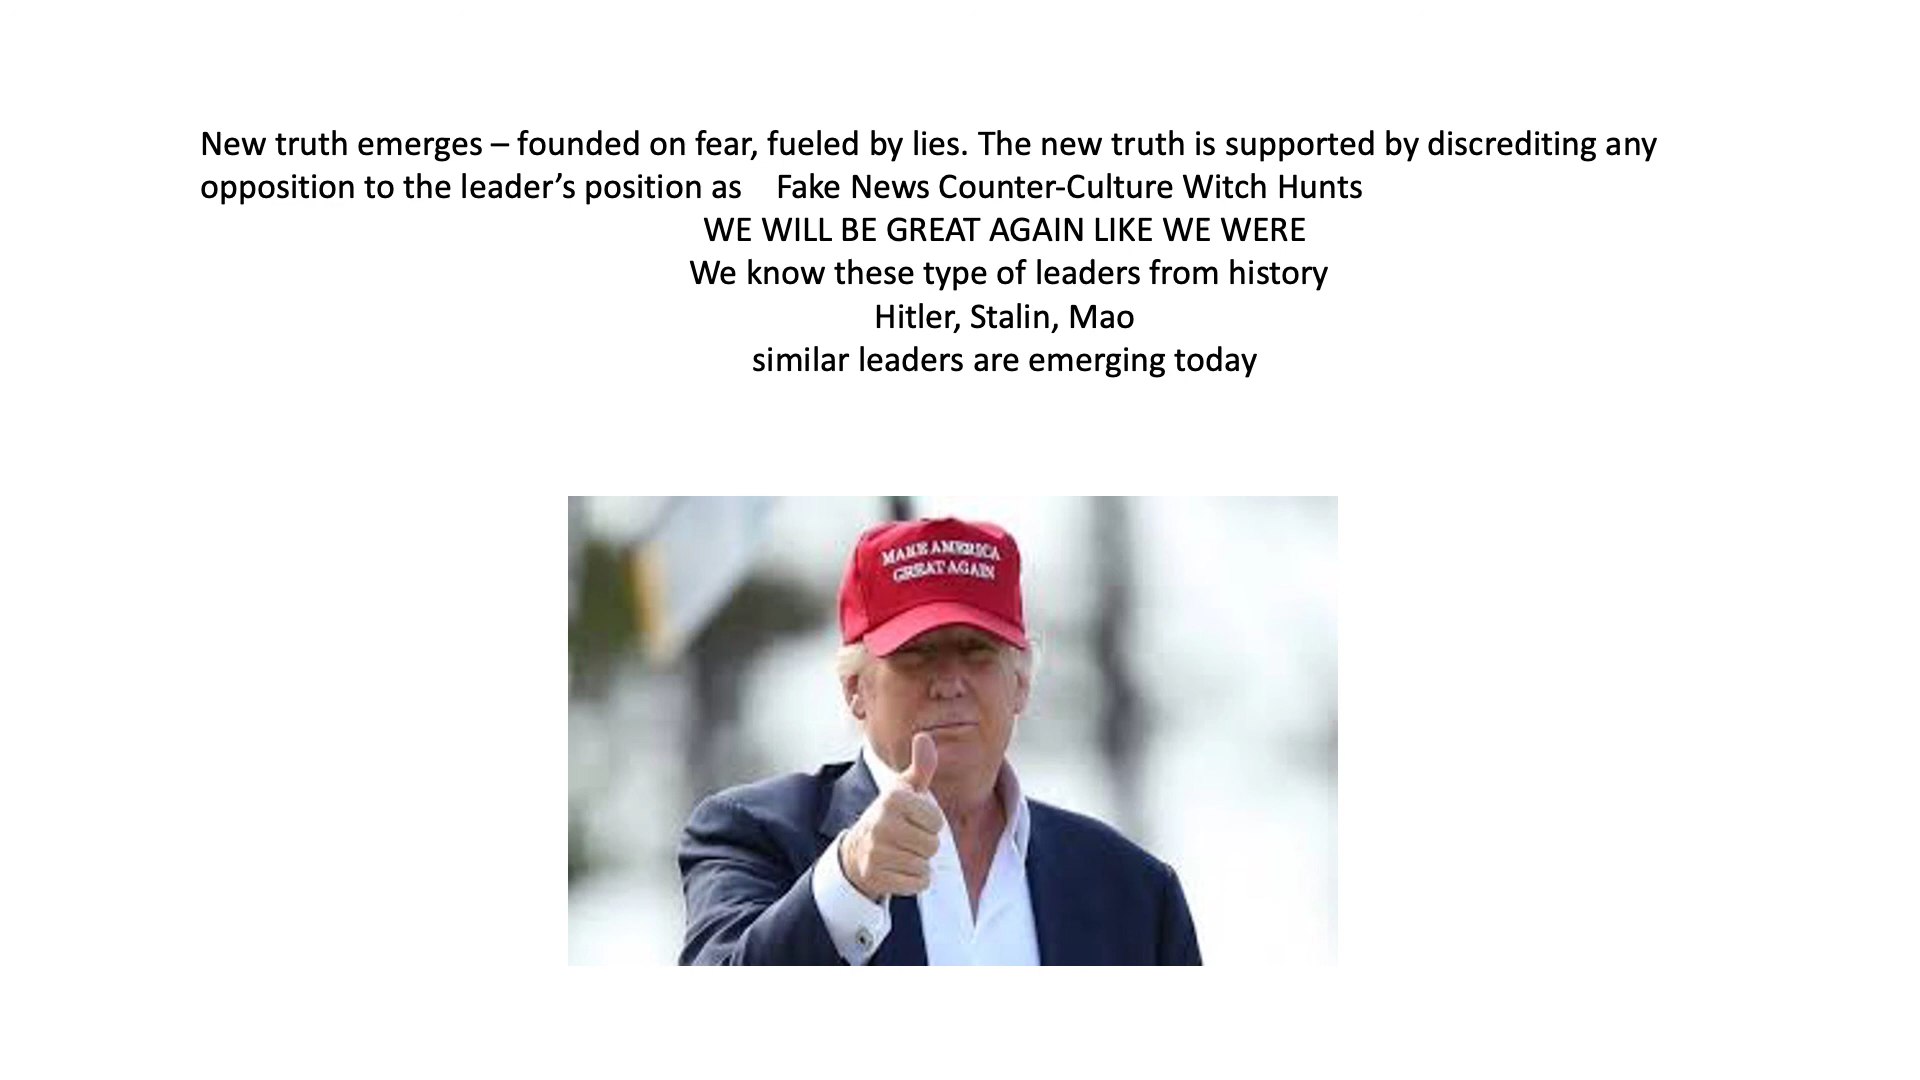 New truth emerges – founded on fear, fueled by lies. The new truth is supported by discrediting any
opposition to the leader’s position as    Fake News Counter-Culture Witch Hunts
WE WILL BE GREAT AGAIN LIKE WE WERE
We know these type of leaders from history
Hitler, Stalin, Mao
similar leaders are emerging today
MAKE AMERICA
GREAT AGAIN